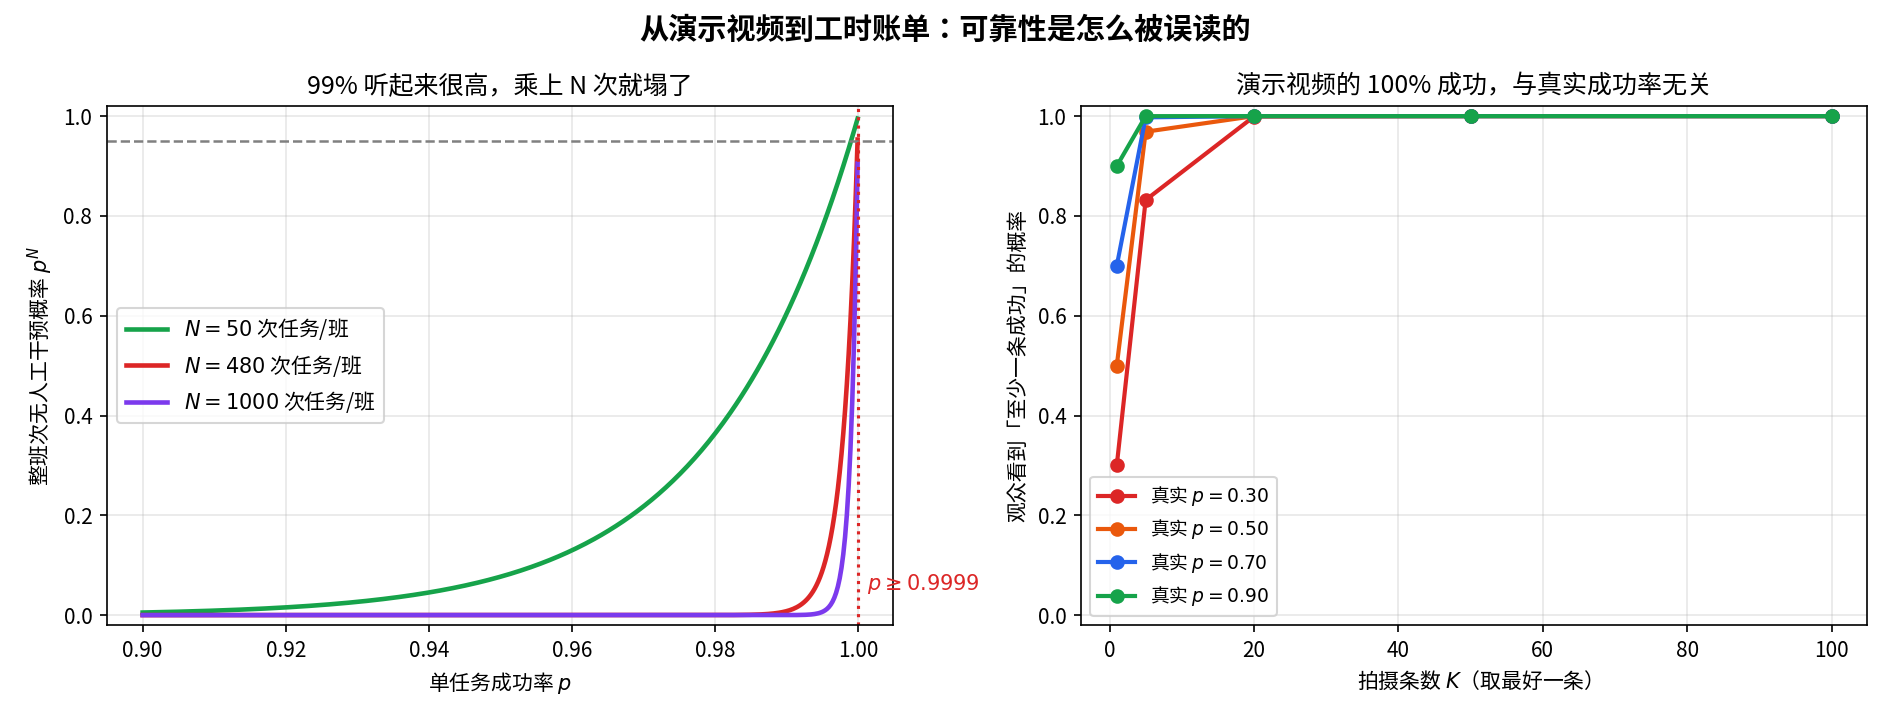 从演示视频到工时账单：可靠性是怎么被误读的
99% 听起来很高，乘上 N 次就塌了
整班次无人工干预概率 p^N
1.0
0.8
0.6
0.4
0.2
0.0
N = 50 次任务/班
N = 480 次任务/班
N = 1000 次任务/班
p ≥ 0.9999
0.90
0.92
0.94
0.96
0.98
1.00
单任务成功率 p
演示视频的 100% 成功，与真实成功率无关
观众看到「至少一条成功」的概率
1.0
0.8
0.6
0.4
0.2
0.0
真实 p = 0.30
真实 p = 0.50
真实 p = 0.70
真实 p = 0.90
0
20
40
60
80
100
拍摄条数 K（取最好一条）